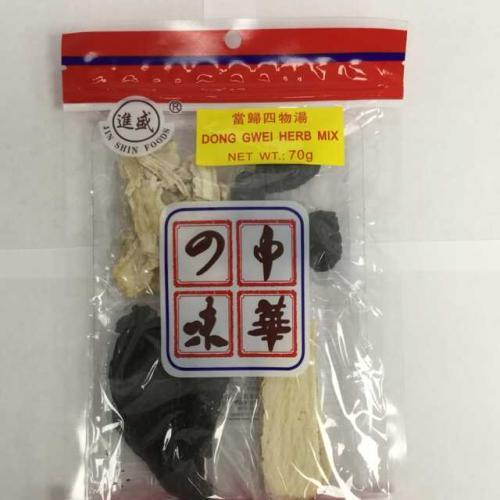 進盛
®
JIN SHIN FOODS
當歸四物湯
DONG GWEI HERB MIX
NET WT.: 70g
中華
の味